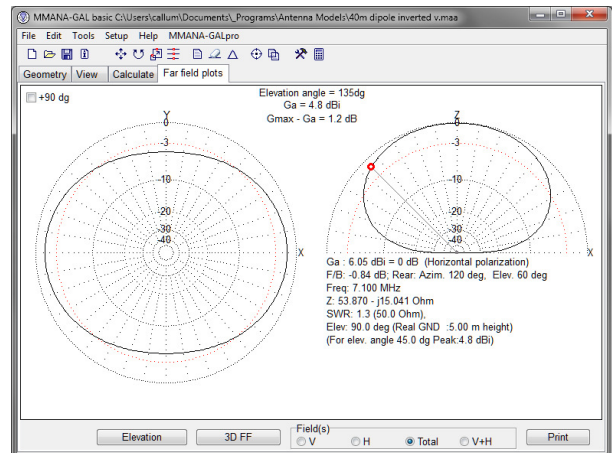 MMANA-GAL basic C:\Users\callum\Documents\_Programs\Antenna Models\40m dipole inverted v.maa
File Edit Tools Setup Help MMANA-GALpro
Geometry View Calculate Far field plots
+90 dg
Elevation angle = 135dg
Ga = 4.8 dBi
Gmax - Ga = 1.2 dB
Y
0
-3
-10
-20
-30
-40
X
Z
0
-3
-10
-20
-30
-40
X
Ga : 6.05 dBi = 0 dB (Horizontal polarization)
F/B: -0.84 dB; Rear: Azim. 120 deg, Elev. 60 deg
Freq: 7.100 MHz
Z: 53.870 - j15.041 Ohm
SWR: 1.3 (50.0 Ohm),
Elev: 90.0 deg (Real GND :5.00 m height)
(For elev. angle 45.0 dg Peak:4.8 dBi)
Elevation
3D FF
Field(s)
V
H
Total
V+H
Print